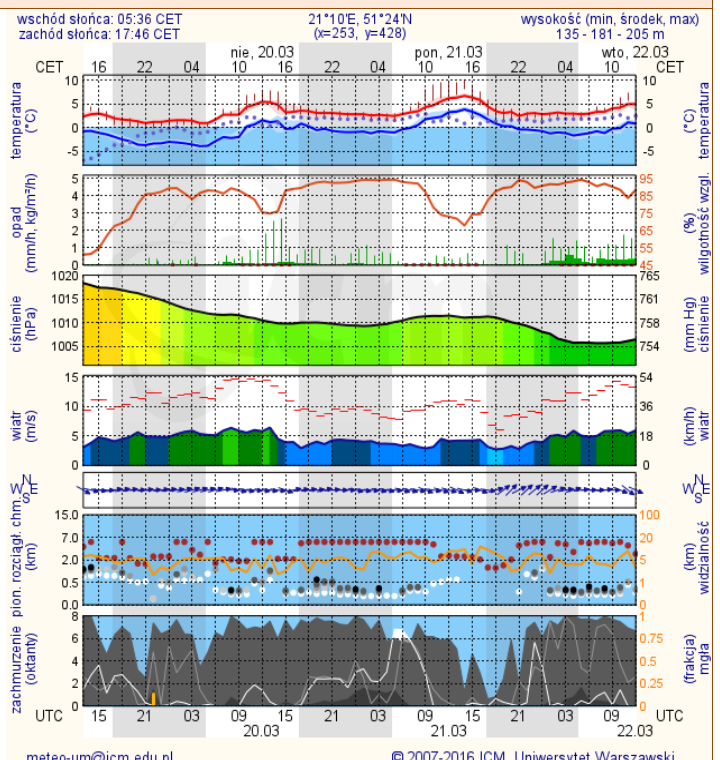 wschód słońca: 05:36 CET
zachód słońca: 17:46 CET
21°10'E, 51°24'N
(x=253, y=428)
wysokość (min, środek, max)
135 - 181 - 205 m
nie, 20.03 pon, 21.03 wto, 22.03
CET 16 22 04 10 16 22 04 10 16 22 04 10 CET
temperatura
(°C)
10
5
0
-5
10
5
0
-5
temperatura
(°C)
opad
(mm/h, kg/m²/h)
5
4
3
2
1
0
95
85
75
65
55
45
(%)
wilgotność wzgl.
ciśnienie
(hPa)
1020
1015
1010
1005
765
761
758
754
(mm Hg)
ciśnienie
wiatr
(m/s)
15
10
5
0
54
36
18
0
(km/h)
wiatr
N
W E
S
N
W E
S
pion. rozciągł. chm.
(km)
15.0
7.0
2.0
0.5
0.0
100
20
5
1
0
(km)
widzialność
zachmurzenie
(oktanty)
8
6
4
2
0
1
0.75
0.5
0.25
0
(frakcja)
mgła
UTC 15 21 03 09 15 21 03 09 15 21 03 09 UTC
20.03 21.03 22.03
meteo-um@icm.edu.pl
© 2007-2016 ICM, Uniwersytet Warszawski